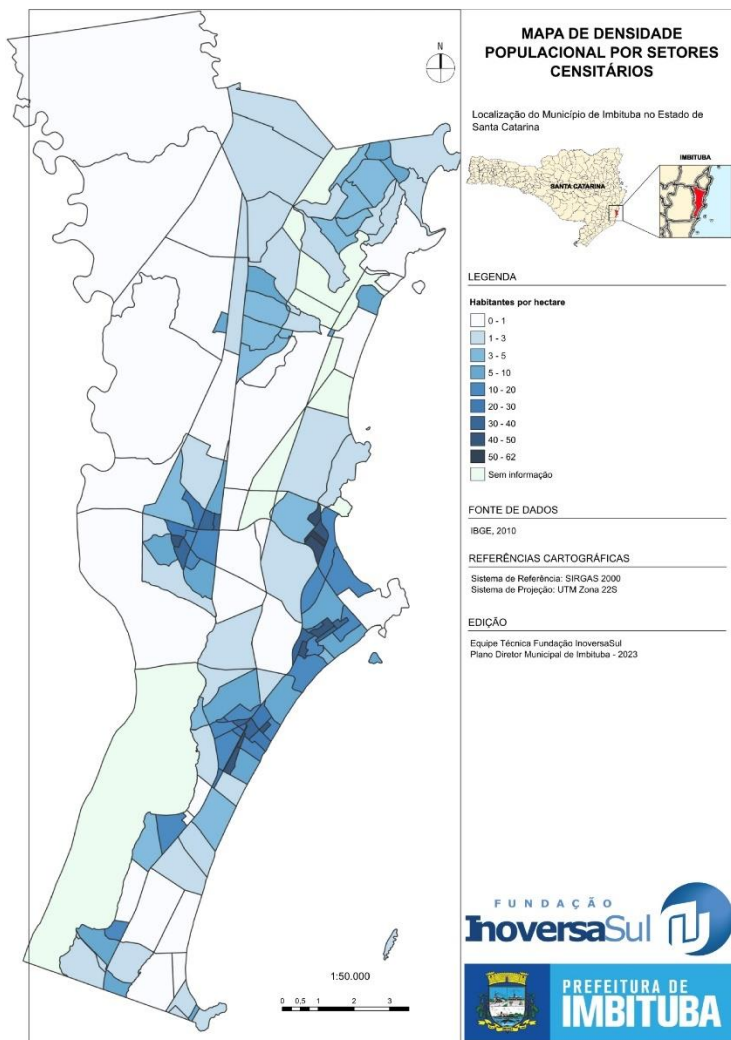 MAPA DE DENSIDADE
POPULACIONAL POR SETORES
CENSITÁRIOS
N
Localização do Município de Imbituba no Estado de
Santa Catarina
IMBITUBA
SANTA CATARINA
LEGENDA
Habitantes por hectare
0 - 1
1 - 3
3 - 5
5 - 10
10 - 20
20 - 30
30 - 40
40 - 50
50 - 62
Sem informação
FONTE DE DADOS
IBGE, 2010
REFERÊNCIAS CARTOGRÁFICAS
Sistema de Referência: SIRGAS 2000
Sistema de Projeção: UTM Zona 22S
EDIÇÃO
Equipe Técnica Fundação InoversaSul
Plano Diretor Municipal de Imbituba - 2023
1:50.000
0 0,5 1 2 3
FUNDAÇÃO
InoversaSul
PREFEITURA DE
IMBITUBA